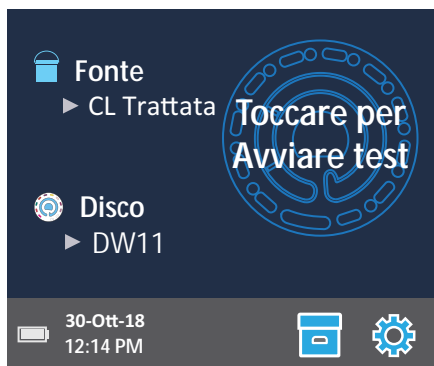 Fonte
CL Trattata
Toccare per
Avviare test
Disco
DW11
30-Ott-18
12:14 PM